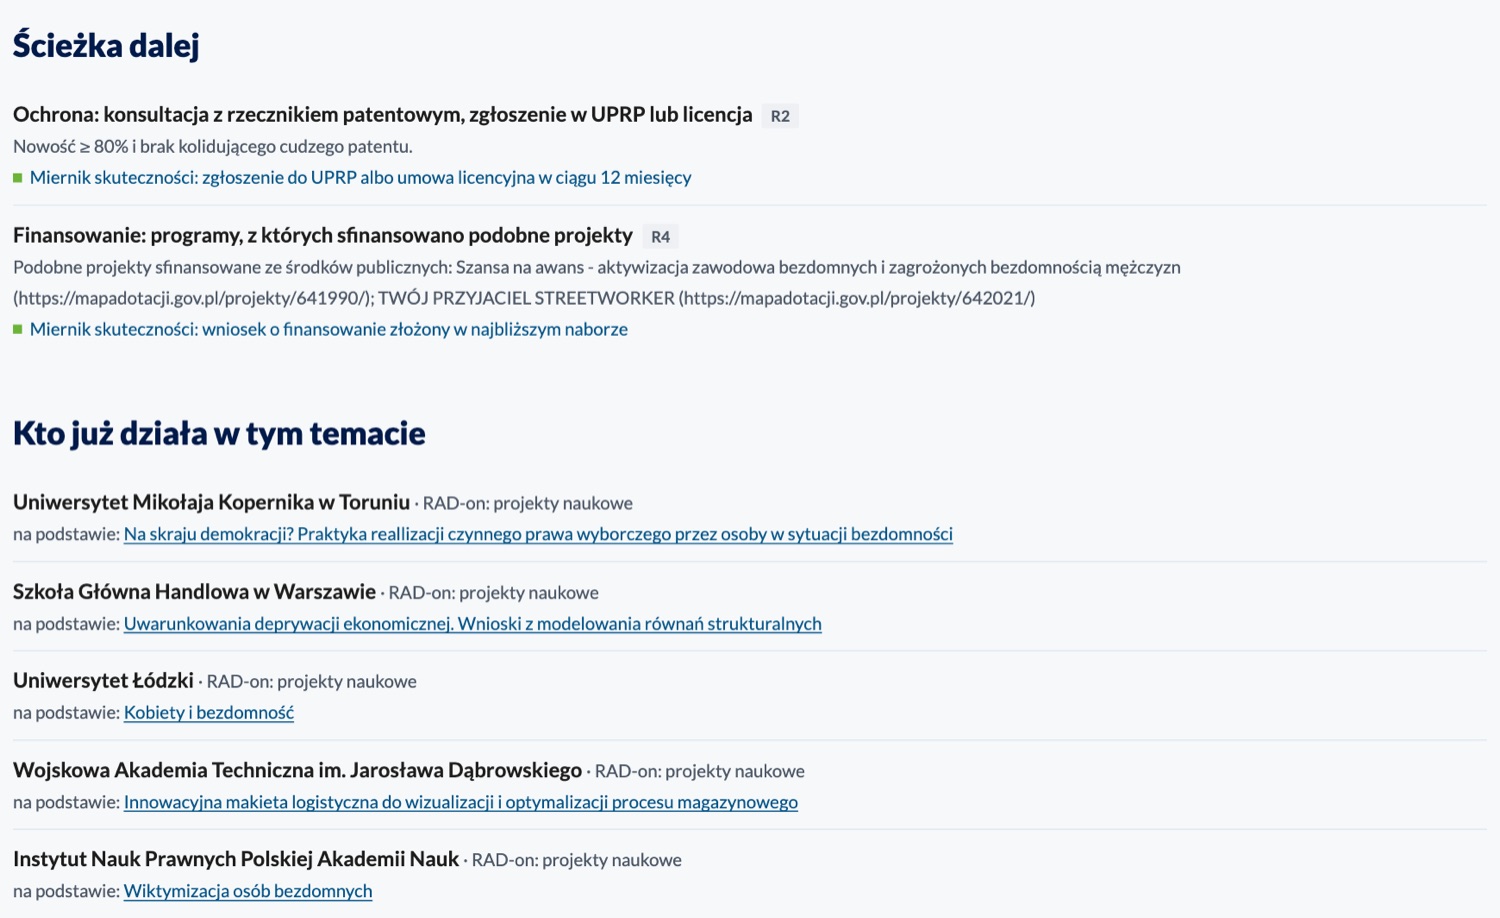 Ścieżka dalej
Ochrona: konsultacja z rzecznikiem patentowym, zgłoszenie w UPRP lub licencja R2
Nowość ≥ 80% i brak kolidującego cudzego patentu.
Miernik skuteczności: zgłoszenie do UPRP albo umowa licencyjna w ciągu 12 miesięcy
Finansowanie: programy, z których sfinansowano podobne projekty R4
Podobne projekty sfinansowane ze środków publicznych: Szansa na awans - aktywizacja zawodowa bezdomnych i zagrożonych bezdomnością mężczyzn
(https://mapadotacji.gov.pl/projekty/641990/); TWÓJ PRZYJACIEL STREETWORKER (https://mapadotacji.gov.pl/projekty/642021/)
Miernik skuteczności: wniosek o finansowanie złożony w najbliższym naborze
Kto już działa w tym temacie
Uniwersytet Mikołaja Kopernika w Toruniu · RAD-on: projekty naukowe
na podstawie: Na skraju demokracji? Praktyka reallizacji czynnego prawa wyborczego przez osoby w sytuacji bezdomności
Szkoła Główna Handlowa w Warszawie · RAD-on: projekty naukowe
na podstawie: Uwarunkowania deprywacji ekonomicznej. Wnioski z modelowania równań strukturalnych
Uniwersytet Łódzki · RAD-on: projekty naukowe
na podstawie: Kobiety i bezdomność
Wojskowa Akademia Techniczna im. Jarosława Dąbrowskiego · RAD-on: projekty naukowe
na podstawie: Innowacyjna makieta logistyczna do wizualizacji i optymalizacji procesu magazynowego
Instytut Nauk Prawnych Polskiej Akademii Nauk · RAD-on: projekty naukowe
na podstawie: Wiktymizacja osób bezdomnych